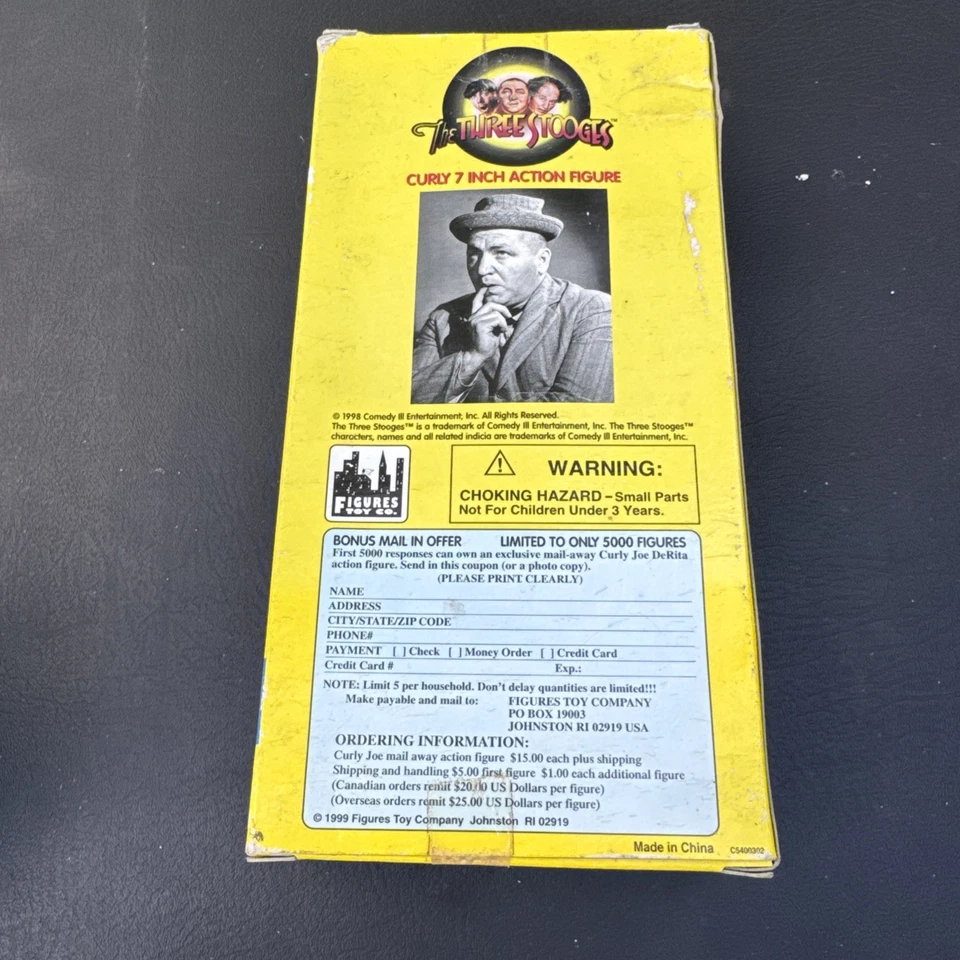 The THREE STOOGES™
CURLY 7 INCH ACTION FIGURE
© 1998 Comedy III Entertainment, Inc. All Rights Reserved.
The Three Stooges™ is a trademark of Comedy III Entertainment, Inc. The Three Stooges™
characters, names and all related indicia are trademarks of Comedy III Entertainment, Inc.
FIGURES
TOY CO.
WARNING:
CHOKING HAZARD – Small Parts
Not For Children Under 3 Years.
BONUS MAIL IN OFFER LIMITED TO ONLY 5000 FIGURES
First 5000 responses can own an exclusive mail-away Curly Joe DeRita
action figure. Send in this coupon (or a photo copy).
(PLEASE PRINT CLEARLY)
NAME
ADDRESS
CITY/STATE/ZIP CODE
PHONE#
PAYMENT [ ] Check [ ] Money Order [ ] Credit Card
Credit Card # Exp.:
NOTE: Limit 5 per household. Don't delay quantities are limited!!!
Make payable and mail to: FIGURES TOY COMPANY
PO BOX 19003
JOHNSTON RI 02919 USA
ORDERING INFORMATION:
Curly Joe mail away action figure $15.00 each plus shipping
Shipping and handling $5.00 first figure $1.00 each additional figure
(Canadian orders remit $20.00 US Dollars per figure)
(Overseas orders remit $25.00 US Dollars per figure)
© 1999 Figures Toy Company Johnston RI 02919
Made in China C5400302